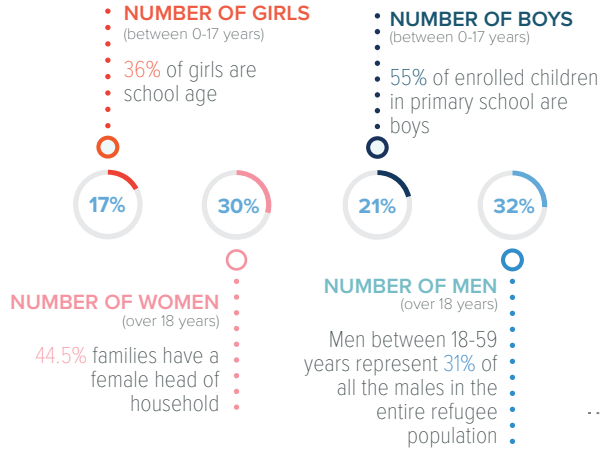 NUMBER OF GIRLS
(between 0-17 years)
36% of girls are
school age
NUMBER OF BOYS
(between 0-17 years)
55% of enrolled children
in primary school are
boys
17%
30%
21%
32%
NUMBER OF WOMEN
(over 18 years)
44.5% families have a
female head of
household
NUMBER OF MEN
(over 18 years)
Men between 18-59
years represent 31% of
all the males in the
entire refugee
population